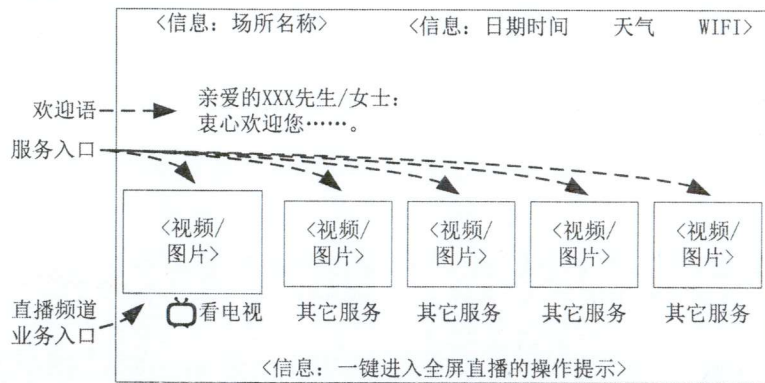 <信息: 场所名称> <信息: 日期时间 天气 WIFI>
欢迎语
亲爱的XXX先生/女士:
衷心欢迎您……。
服务入口
<视频/
图片>
<视频/
图片>
<视频/
图片>
<视频/
图片>
<视频/
图片>
直播频道
业务入口
看电视 其它服务 其它服务 其它服务 其它服务
<信息: 一键进入全屏直播的操作提示>